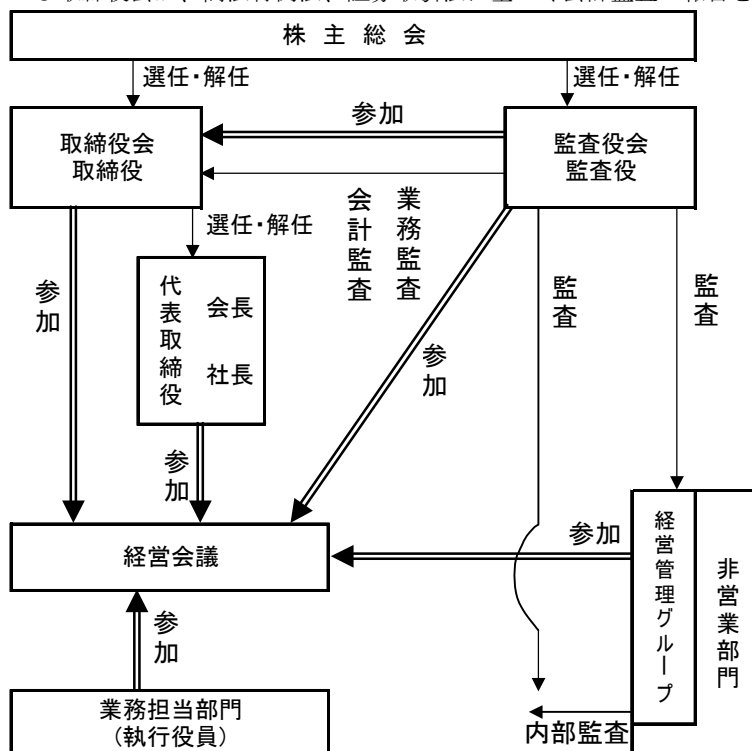 株主総会
選任・解任
選任・解任
取締役会
取締役
参加
監査役会
監査役
選任・解任
業務監査
会計監査
参加
代表取締役
会長
社長
監査
監査
参加
参加
経営会議
参加
経営管理グループ
非営業部門
参加
業務担当部門
(執行役員)
内部監査